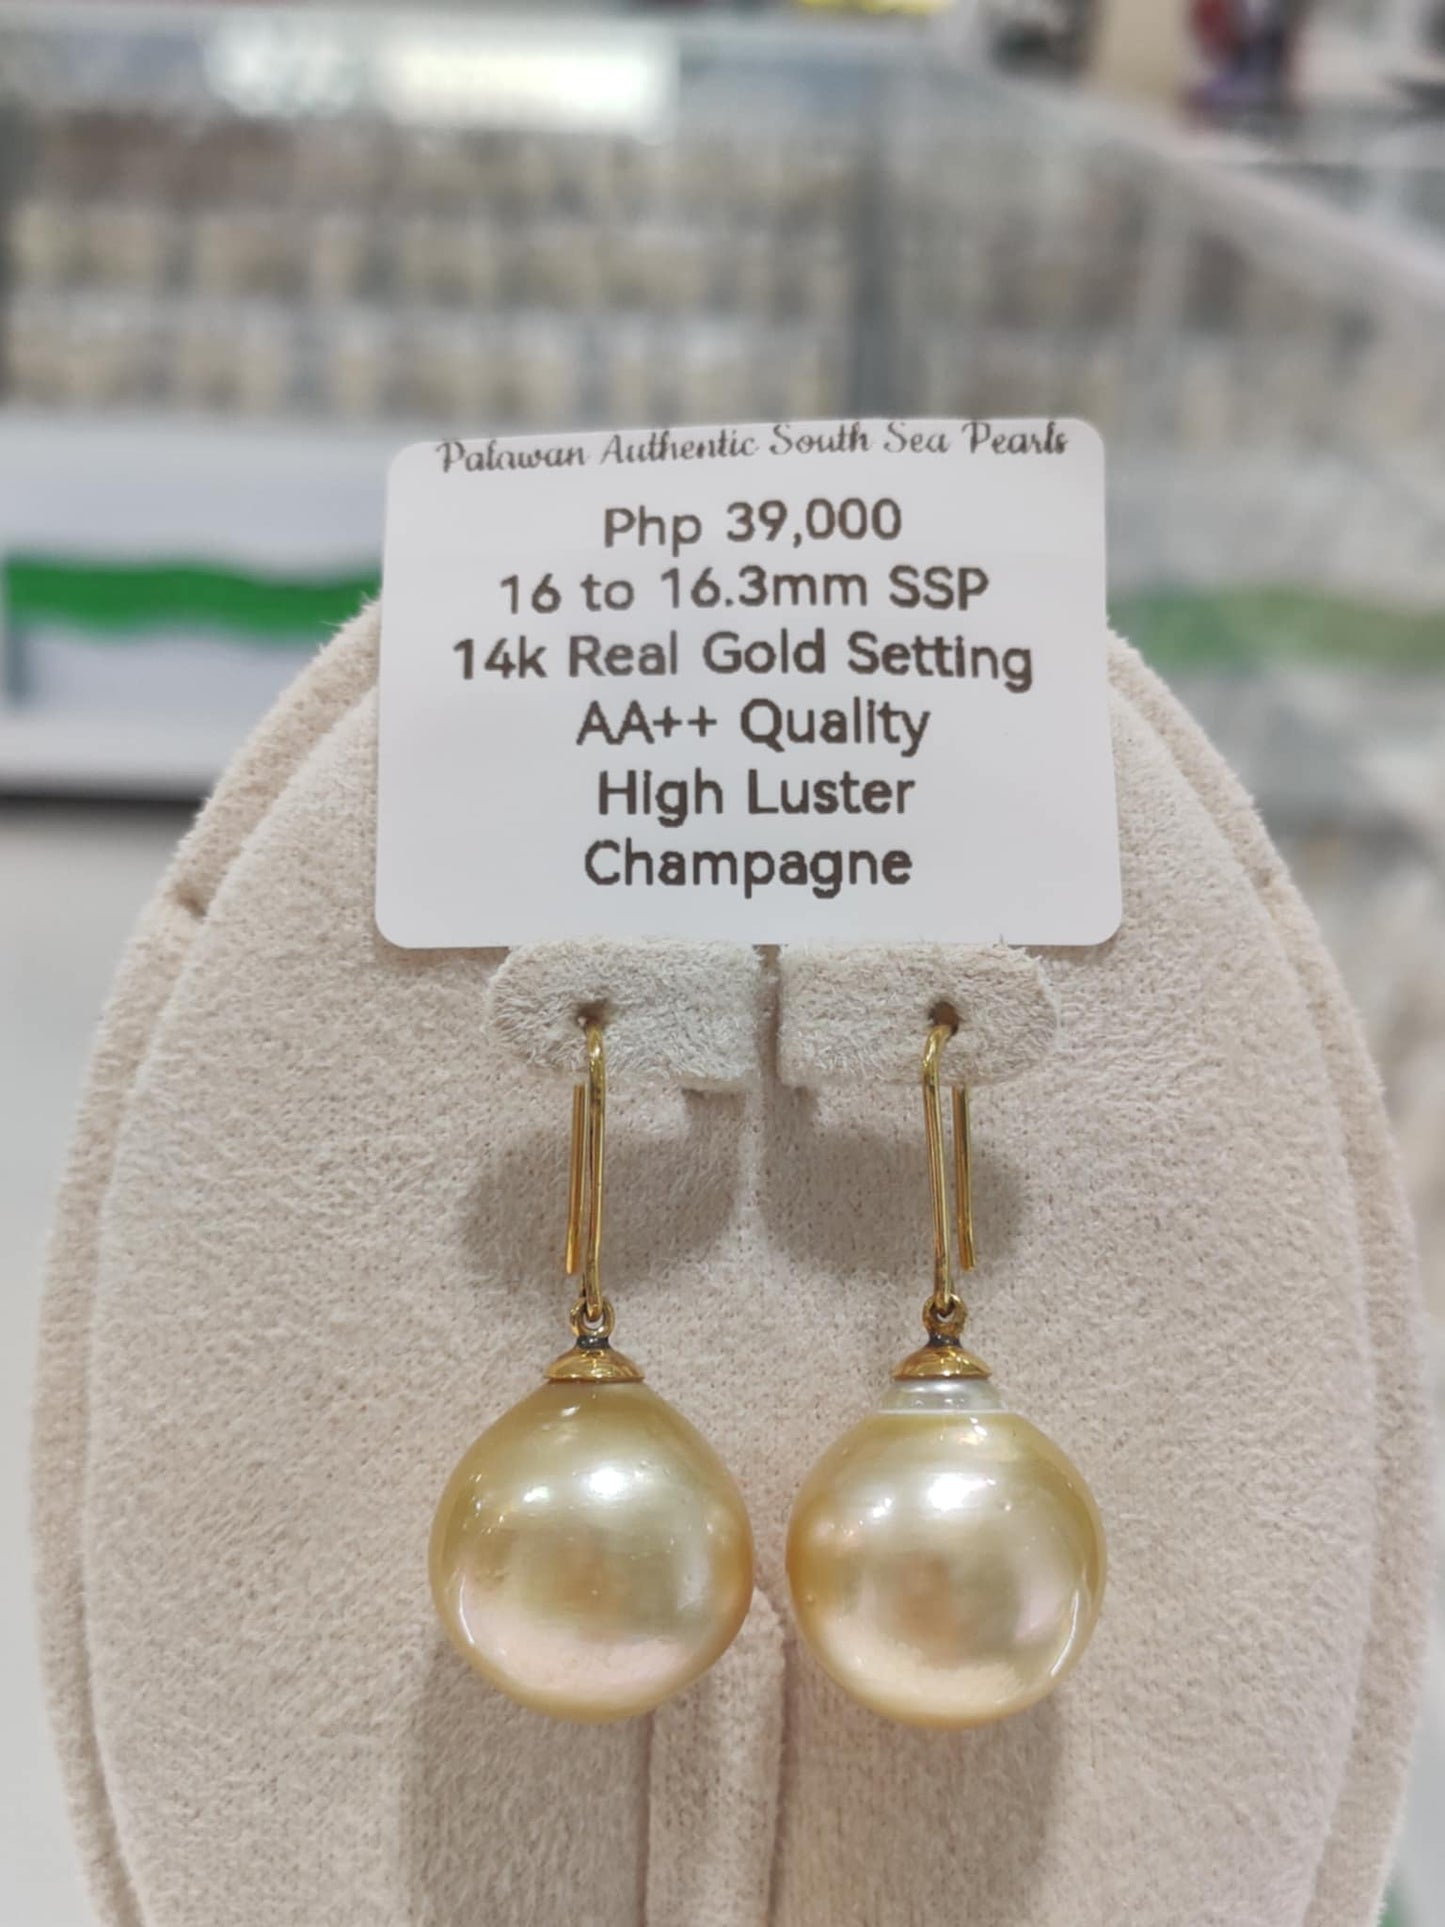 Palawan Authentic South Sea Pearls
Php 39,000
16 to 16.3mm SSP
14k Real Gold Setting
AA++ Quality
High Luster
Champagne